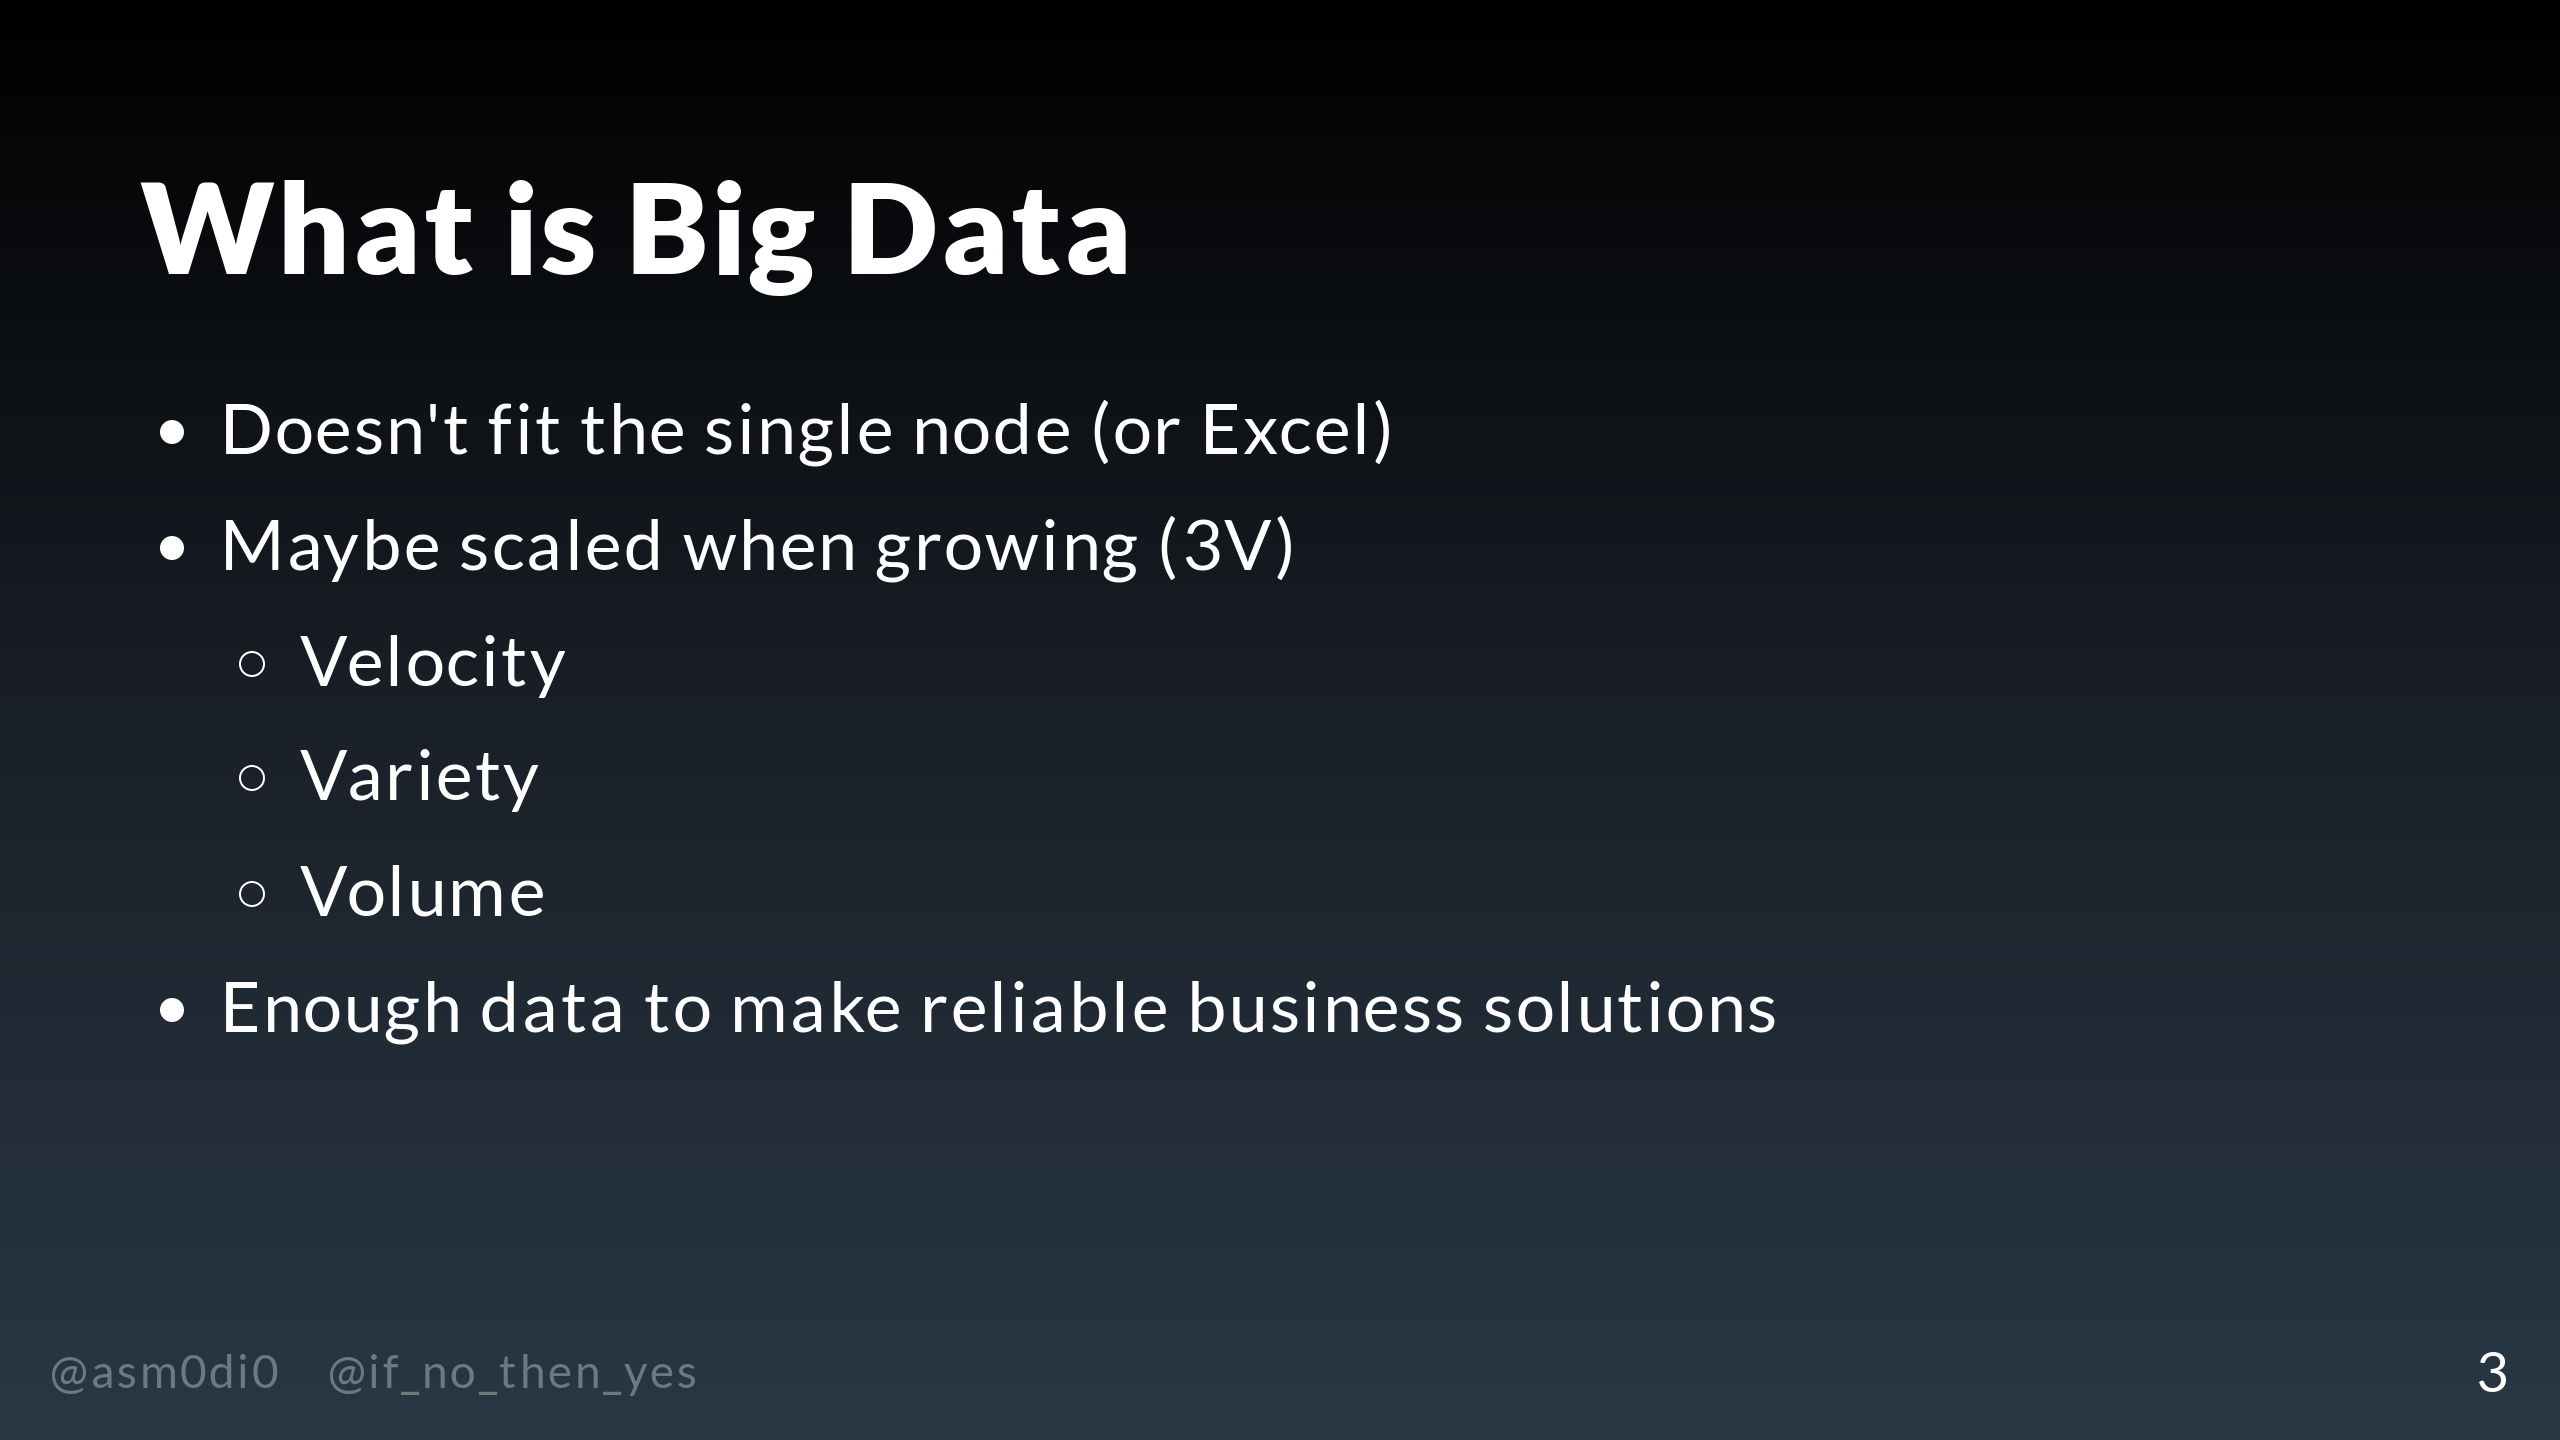 What is Big Data
Doesn't fit the single node (or Excel)
Maybe scaled when growing (3V)
Velocity
Variety
Volume
Enough data to make reliable business solutions
@asm0di0 @if_no_then_yes
3